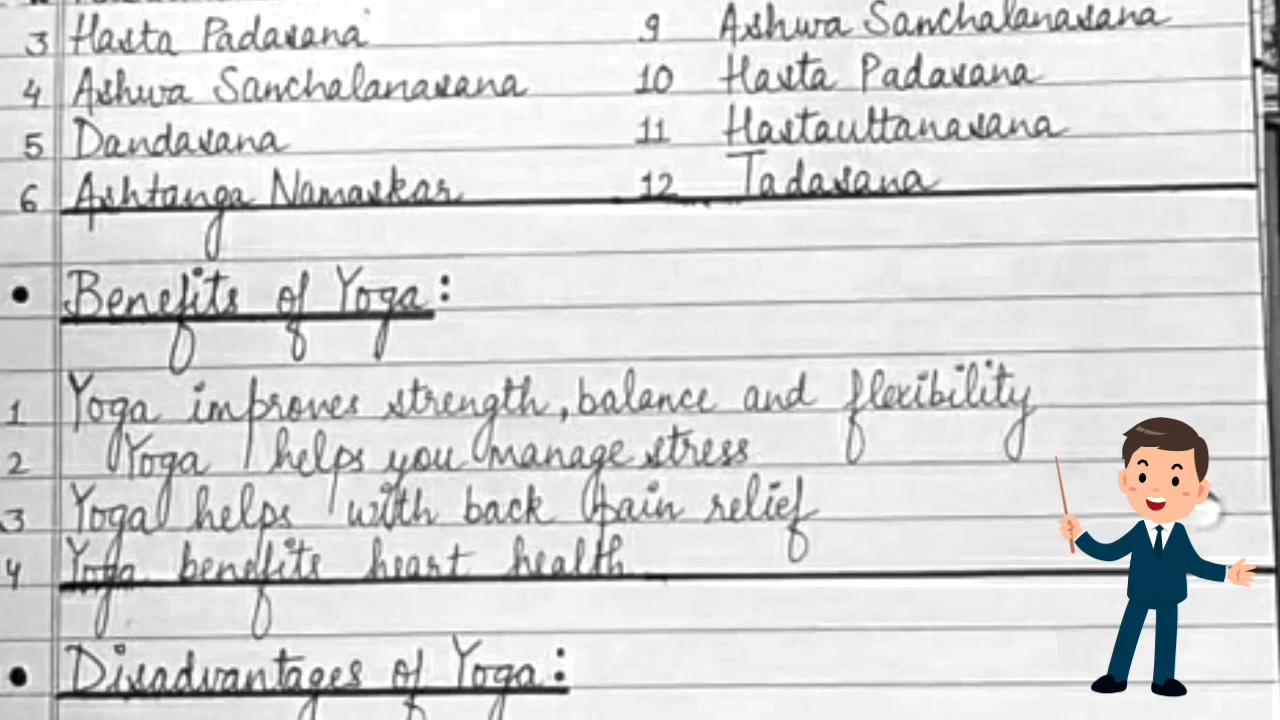 3 Hasta Padasana 9 Ashwa Sanchalanasana
4 Ashwa Sanchalanasana 10 Hasta Padasana
5 Dandasana 11 Hastauttanasana
6 Ashtanga Namaskar 12 Tadasana
• Benefits of Yoga:
1 Yoga improves strength, balance and flexibility
2 Yoga helps you manage stress
3 Yoga helps with back pain relief
4 Yoga benefits heart health
• Disadvantages of Yoga: